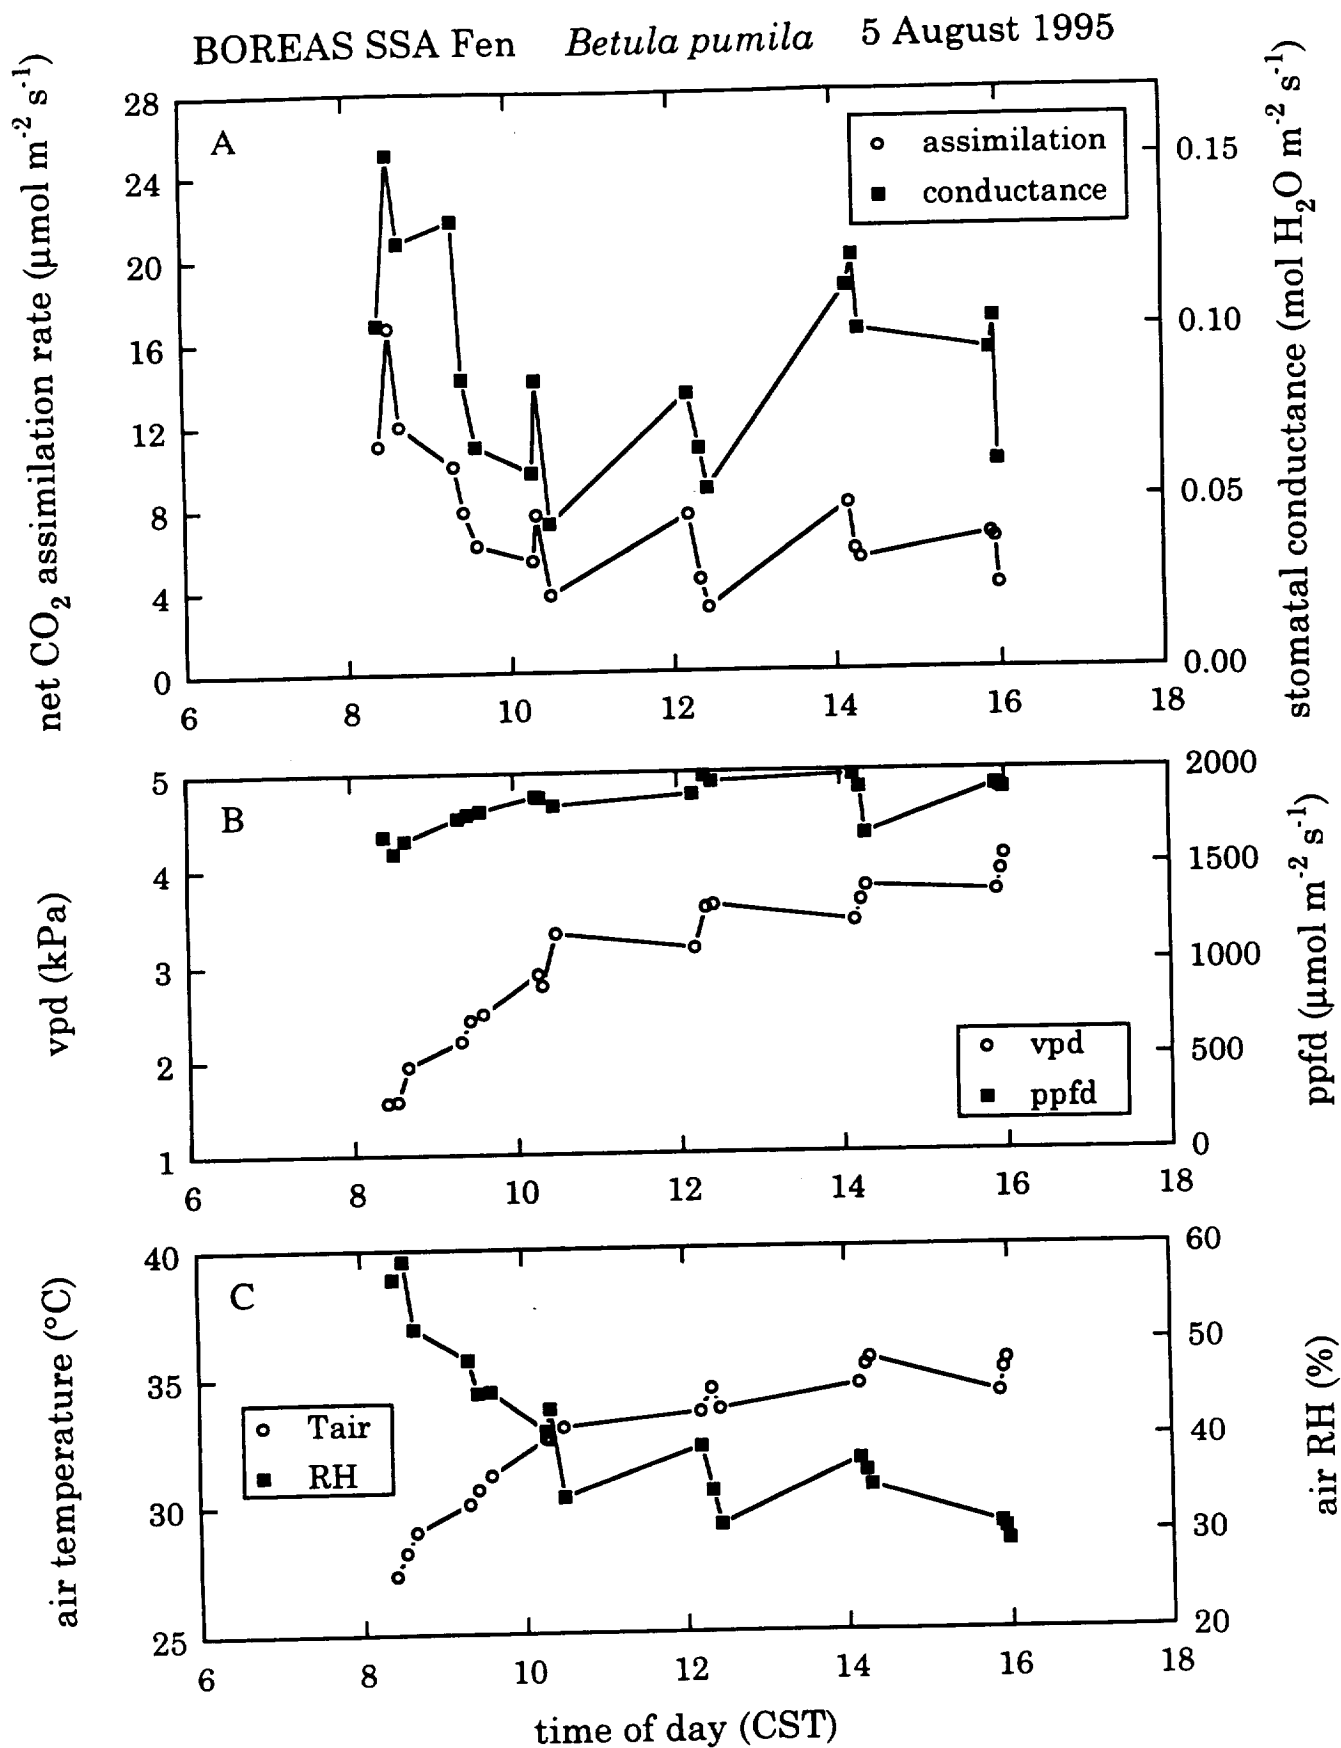 BOREAS SSA Fen Betula pumila 5 August 1995
net CO2 assimilation rate (µmol m-2 s-1)
28
24
20
16
12
8
4
0
A
assimilation
conductance
0.15
0.10
0.05
0.00
stomatal conductance (mol H2O m-2 s-1)
6 8 10 12 14 16 18
vpd (kPa)
5
4
3
2
1
B
vpd
ppfd
2000
1500
1000
500
0
ppfd (µmol m-2 s-1)
6 8 10 12 14 16 18
air temperature (°C)
40
35
30
25
C
Tair
RH
60
50
40
30
20
air RH (%)
6 8 10 12 14 16 18
time of day (CST)